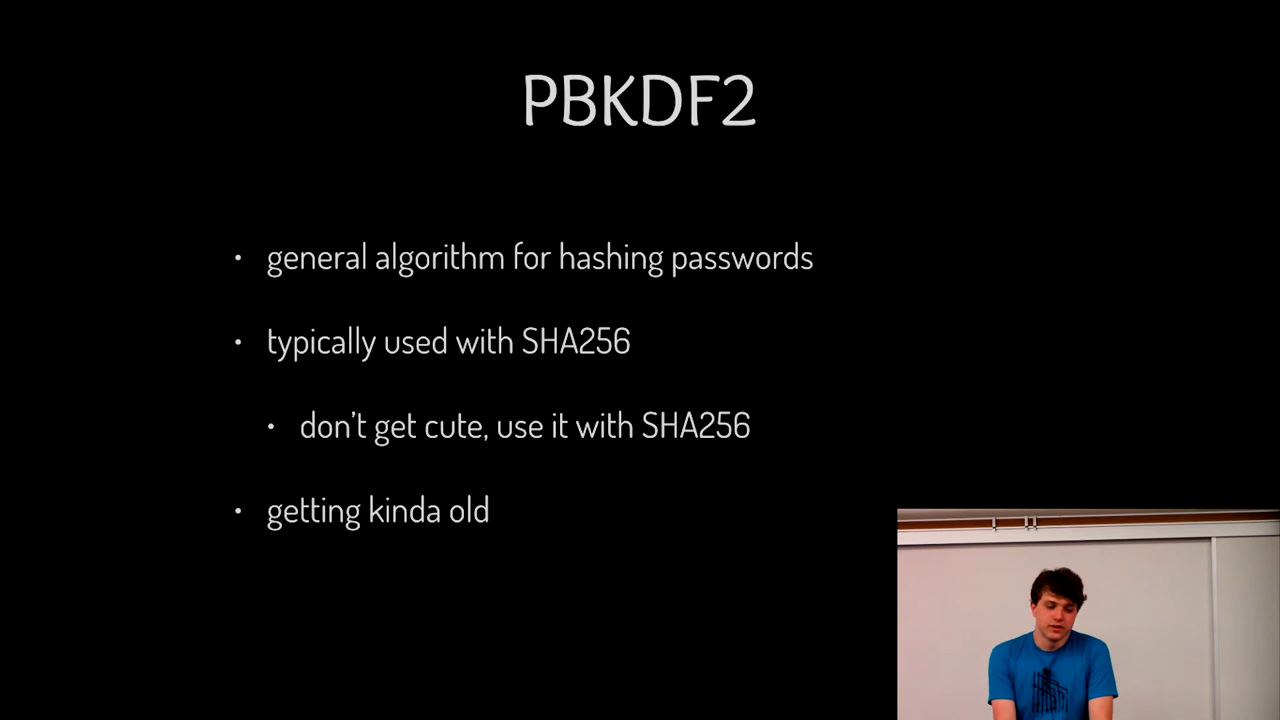 PBKDF2
• general algorithm for hashing passwords
• typically used with SHA256
• don't get cute, use it with SHA256
• getting kinda old